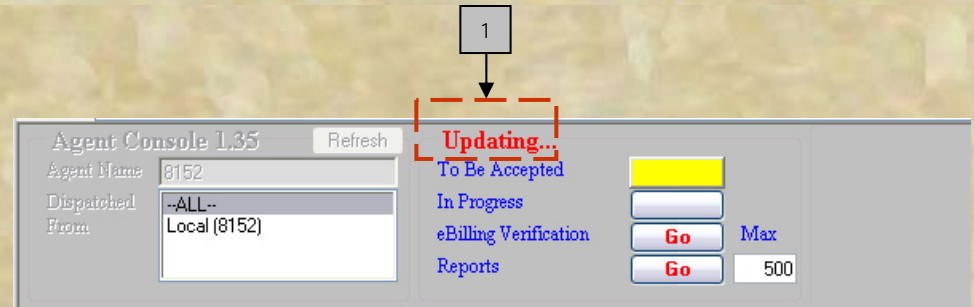 1
Agent Console 1.35 Refresh
Agent Name 8152
Dispatched From
--ALL--
Local (8152)
Updating...
To Be Accepted
In Progress
eBilling Verification Go Max
Reports Go 500